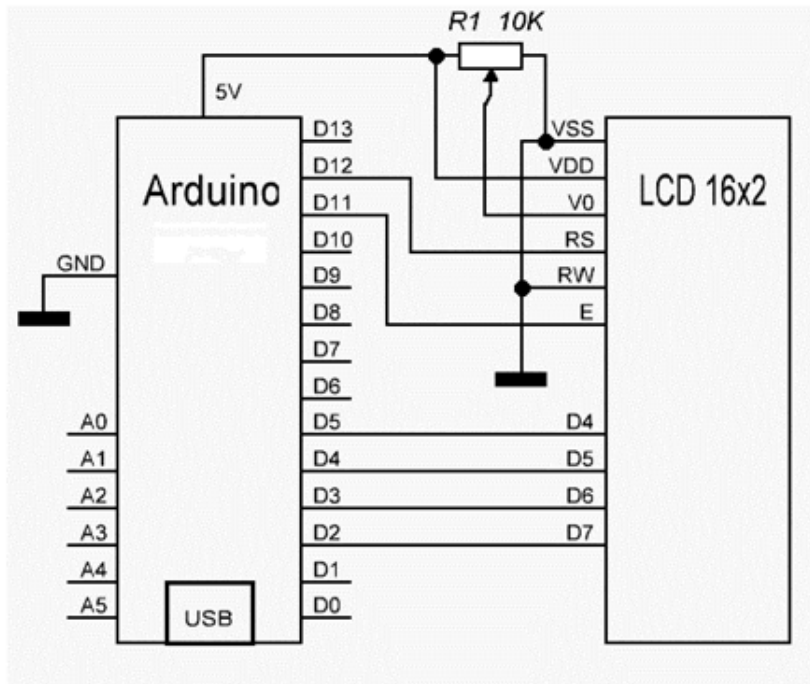 R1 10K
5V
D13
VSS
D12
VDD
Arduino
LCD 16x2
D11
V0
D10
RS
GND
D9
RW
D8
E
D7
D6
A0
D5
D4
A1
D4
D5
A2
D3
D6
A3
D2
D7
A4
D1
A5
USB
D0